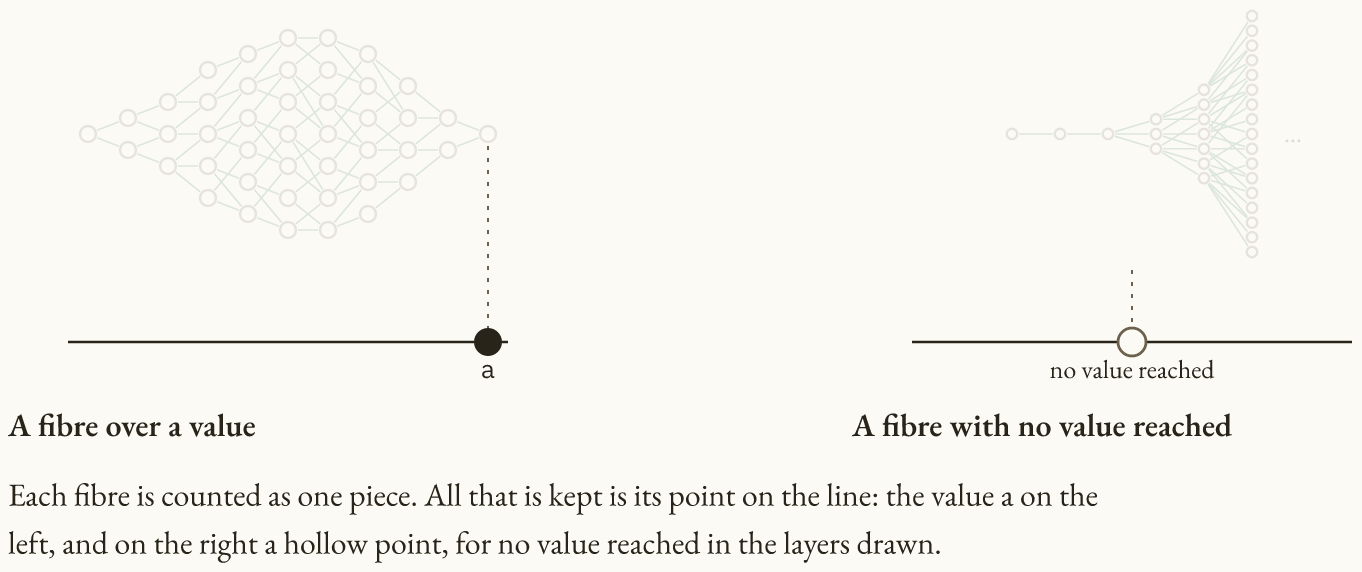 ...
a
no value reached
A fibre over a value
A fibre with no value reached
Each fibre is counted as one piece. All that is kept is its point on the line: the value a on the
left, and on the right a hollow point, for no value reached in the layers drawn.